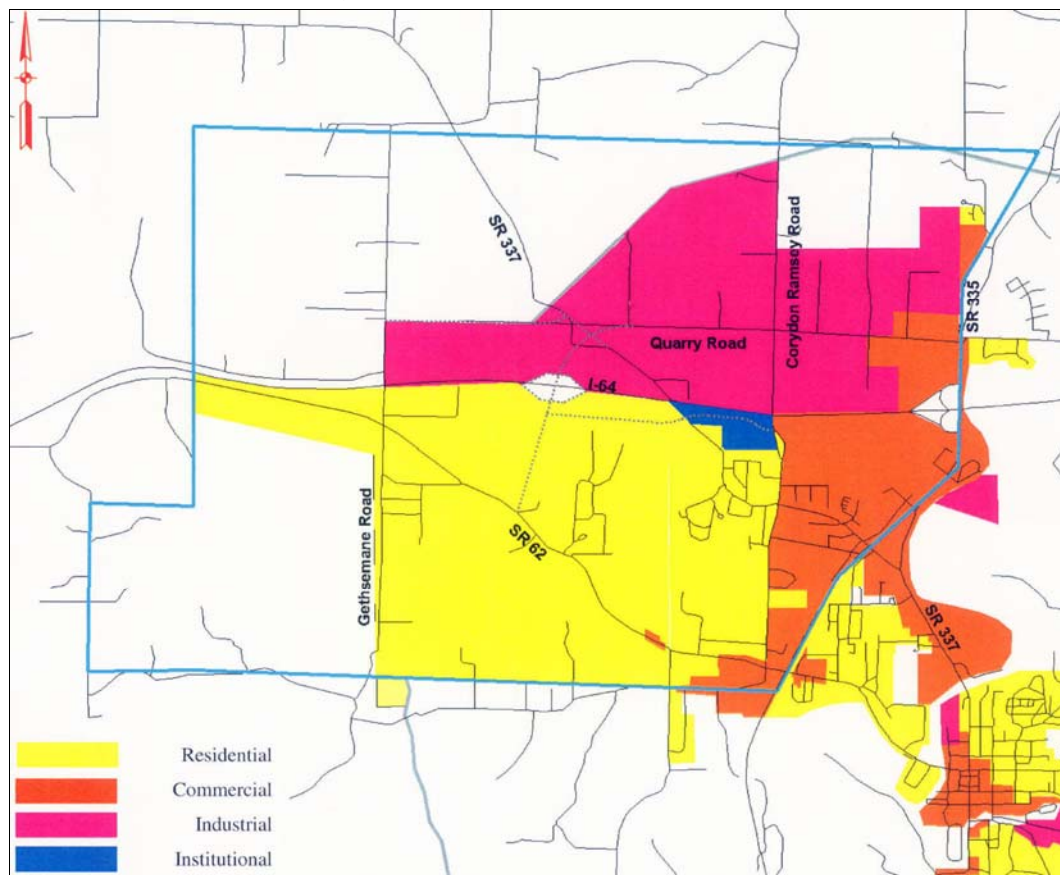 SR 337
Corydon Ramsey Road
SR 335
Quarry Road
I-64
Gethsemane Road
SR 62
SR 337
Residential
Commercial
Industrial
Institutional